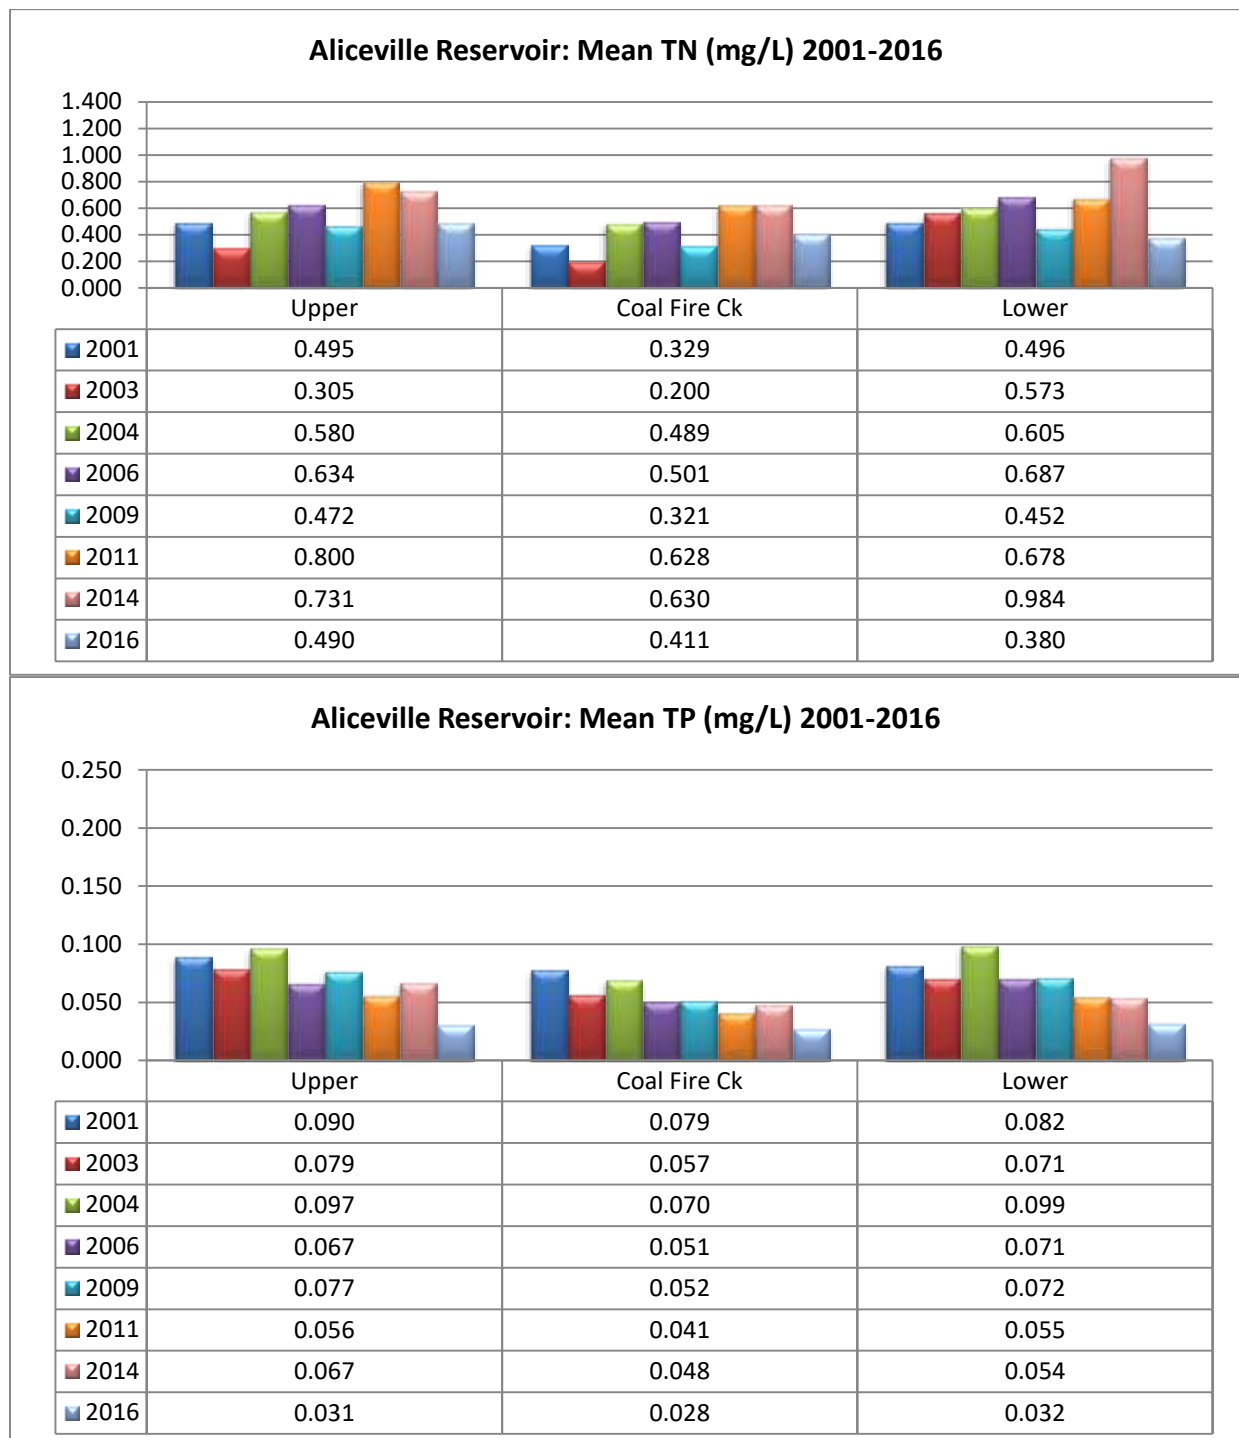 Aliceville Reservoir: Mean TN (mg/L) 2001-2016
1.400
1.200
1.000
0.800
0.600
0.400
0.200
0.000
Upper Coal Fire Ck Lower
2001 0.495 0.329 0.496
2003 0.305 0.200 0.573
2004 0.580 0.489 0.605
2006 0.634 0.501 0.687
2009 0.472 0.321 0.452
2011 0.800 0.628 0.678
2014 0.731 0.630 0.984
2016 0.490 0.411 0.380
Aliceville Reservoir: Mean TP (mg/L) 2001-2016
0.250
0.200
0.150
0.100
0.050
0.000
Upper Coal Fire Ck Lower
2001 0.090 0.079 0.082
2003 0.079 0.057 0.071
2004 0.097 0.070 0.099
2006 0.067 0.051 0.071
2009 0.077 0.052 0.072
2011 0.056 0.041 0.055
2014 0.067 0.048 0.054
2016 0.031 0.028 0.032